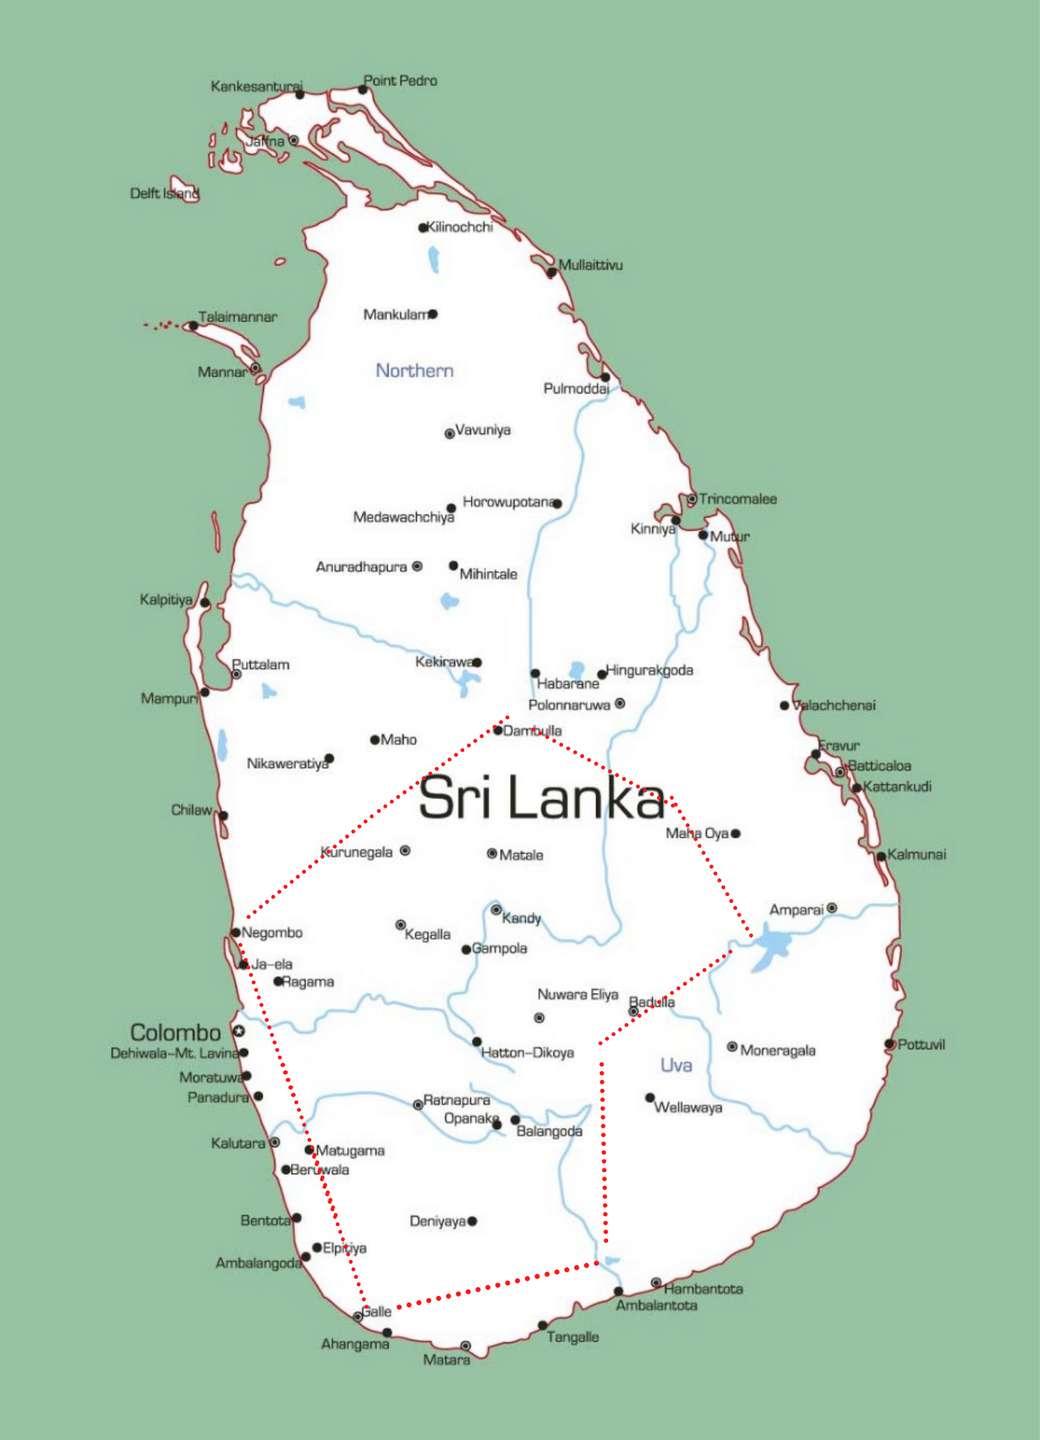 Point Pedro
Kankesanturai
Jaffna
Delft Island
Kilinochchi
Mullaittivu
Talaimannar
Mankulam
Mannar
Northern
Pulmoddai
Vavuniya
Trincomalee
Horowupotana
Medawachchiya
Kinniya
Mutur
Anuradhapura
Mihintale
Kalpitiya
Kekirawa
Puttalam
Hingurakgoda
Habarane
Mampuri
Polonnaruwa
Valachchenai
Dambulla
Maho
Eravur
Nikaweratiya
Batticaloa
Kattankudi
Sri Lanka
Chilaw
Maha Oya
Kurunegala
Matale
Kalmunai
Amparai
Kandy
Negombo
Kegalla
Gampola
Ja-ela
Ragama
Nuwara Eliya
Badulla
Colombo
Pottuvil
Dehiwala-Mt. Lavina
Hatton-Dikoya
Moneragala
Uva
Moratuwa
Panadura
Ratnapura
Wellawaya
Opanake
Balangoda
Kalutara
Matugama
Beruwala
Bentota
Deniyaya
Elpitiya
Ambalangoda
Hambantota
Ambalantota
Galle
Tangalle
Ahangama
Matara